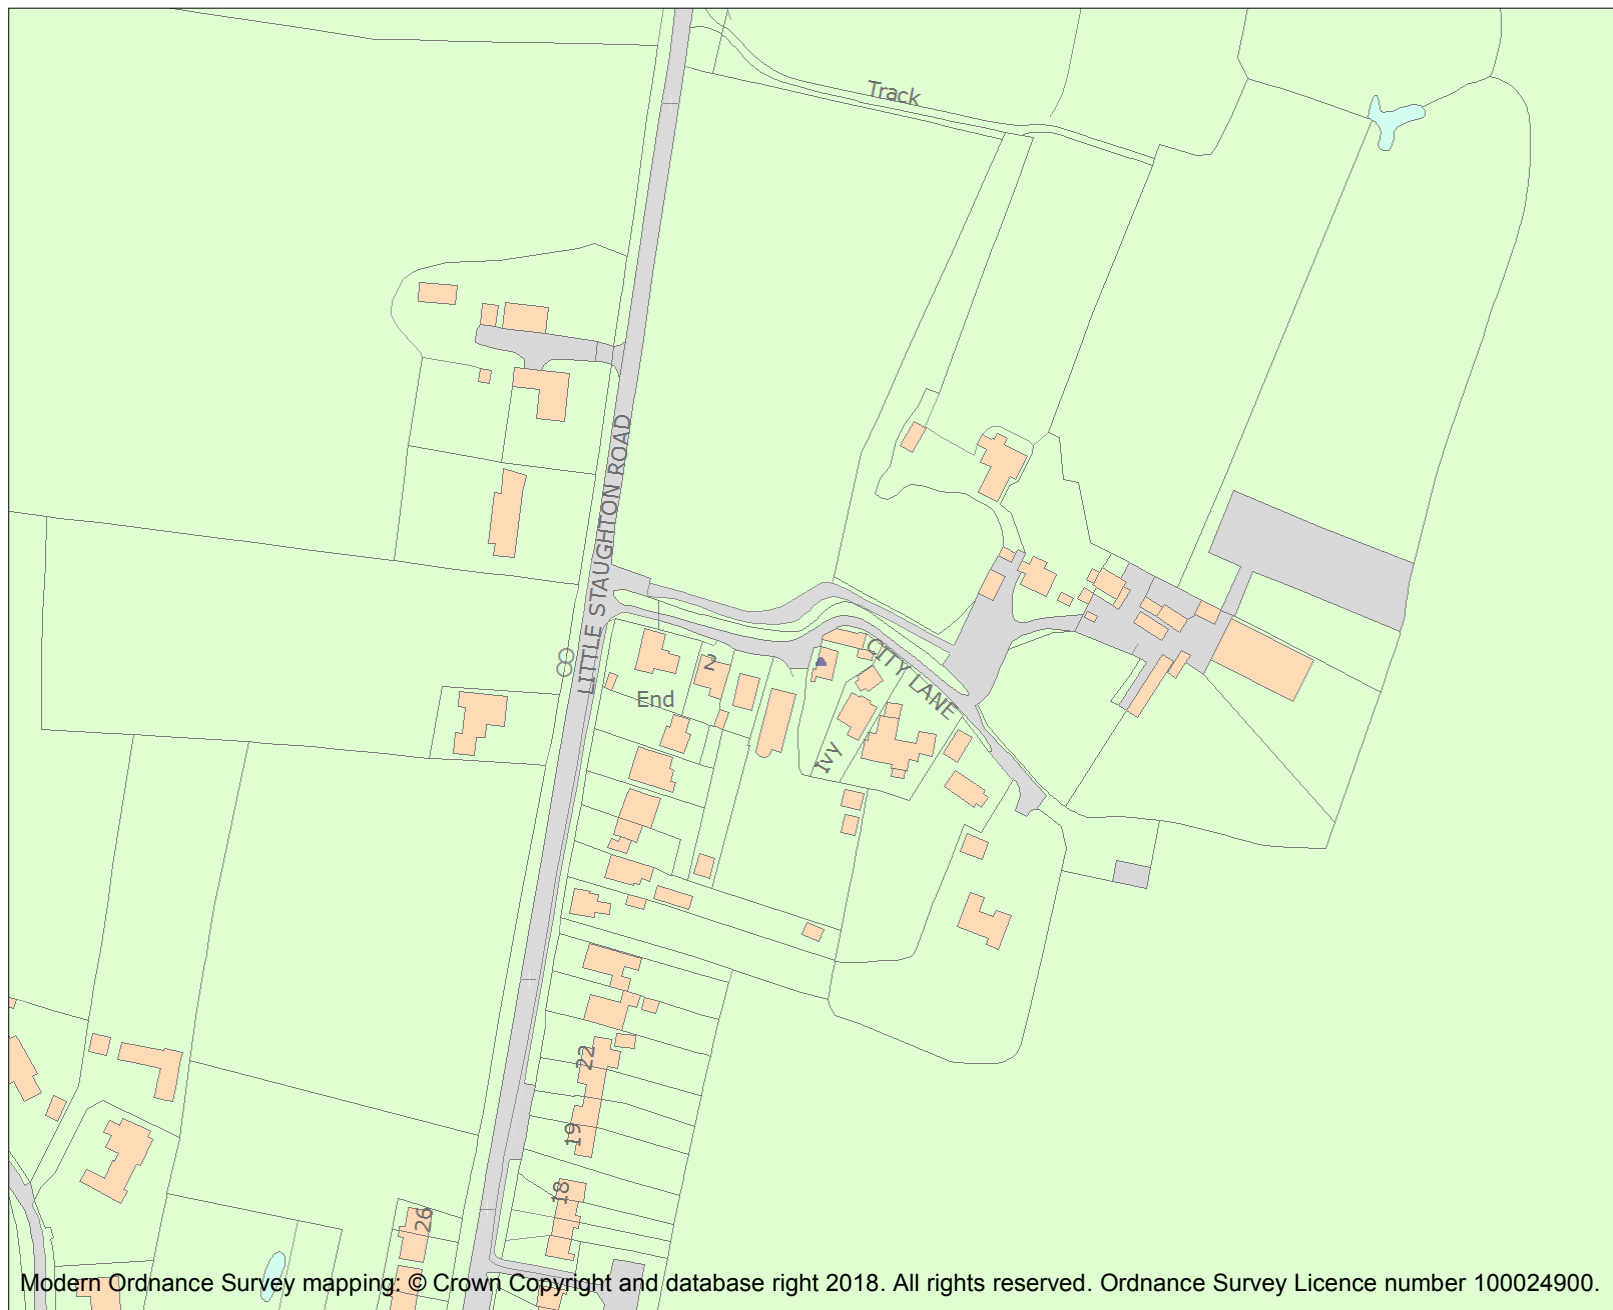 Track
LITTLE STAUGHTON ROAD
2
End
CITY LANE
Ivy
22
19
18
26
Modern Ordnance Survey mapping: © Crown Copyright and database right 2018. All rights reserved. Ordnance Survey Licence number 100024900.